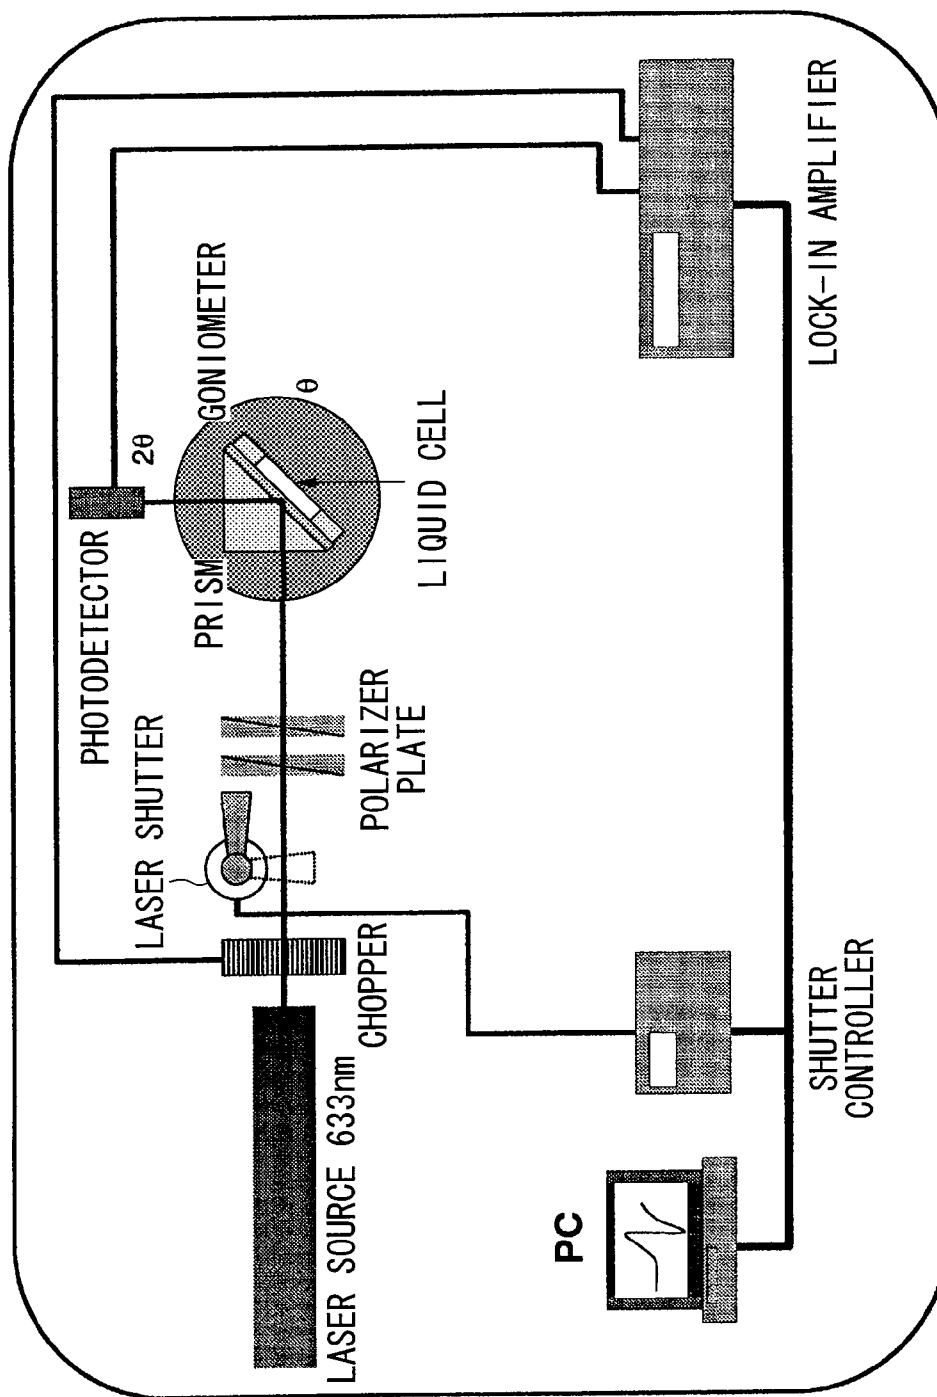 LASER SOURCE 633nm
CHOPPER
LASER SHUTTER
POLARIZER
PLATE
PHOTODETECTOR
2θ
PRISM
GONIOMETER
θ
LIQUID CELL
PC
SHUTTER
CONTROLLER
LOCK-IN AMPLIFIER